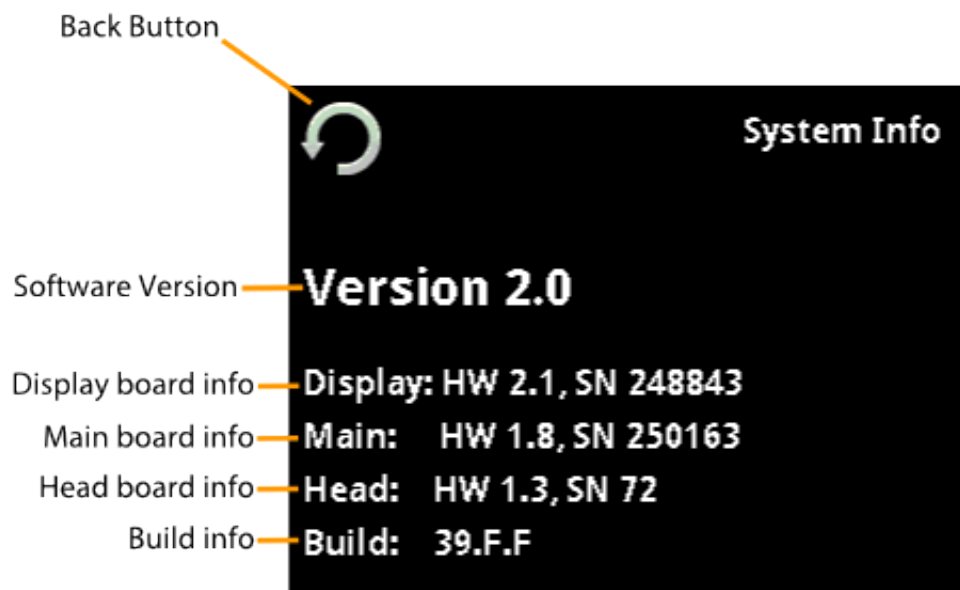 Back Button
System Info
Software Version Version 2.0
Display board info Display: HW 2.1, SN 248843
Main board info Main: HW 1.8, SN 250163
Head board info Head: HW 1.3, SN 72
Build info Build: 39.F.F